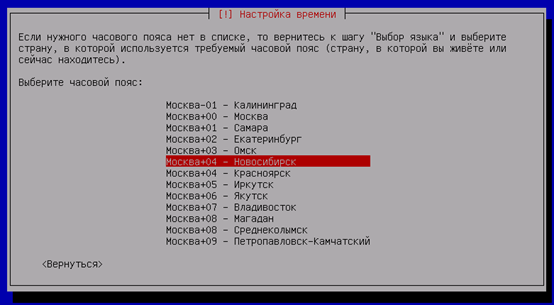 [!] Настройка времени
Если нужного часового пояса нет в списке, то вернитесь к шагу "Выбор языка" и выберите
страну, в которой используется требуемый часовой пояс (страну, в которой вы живёте или
сейчас находитесь).
Выберите часовой пояс:
Москва-01 - Калининград
Москва+00 - Москва
Москва+01 - Самара
Москва+02 - Екатеринбург
Москва+03 - Омск
Москва+04 - Новосибирск
Москва+04 - Красноярск
Москва+05 - Иркутск
Москва+06 - Якутск
Москва+07 - Владивосток
Москва+08 - Магадан
Москва+08 - Среднеколымск
Москва+09 - Петропавловск-Камчатский
<Вернуться>